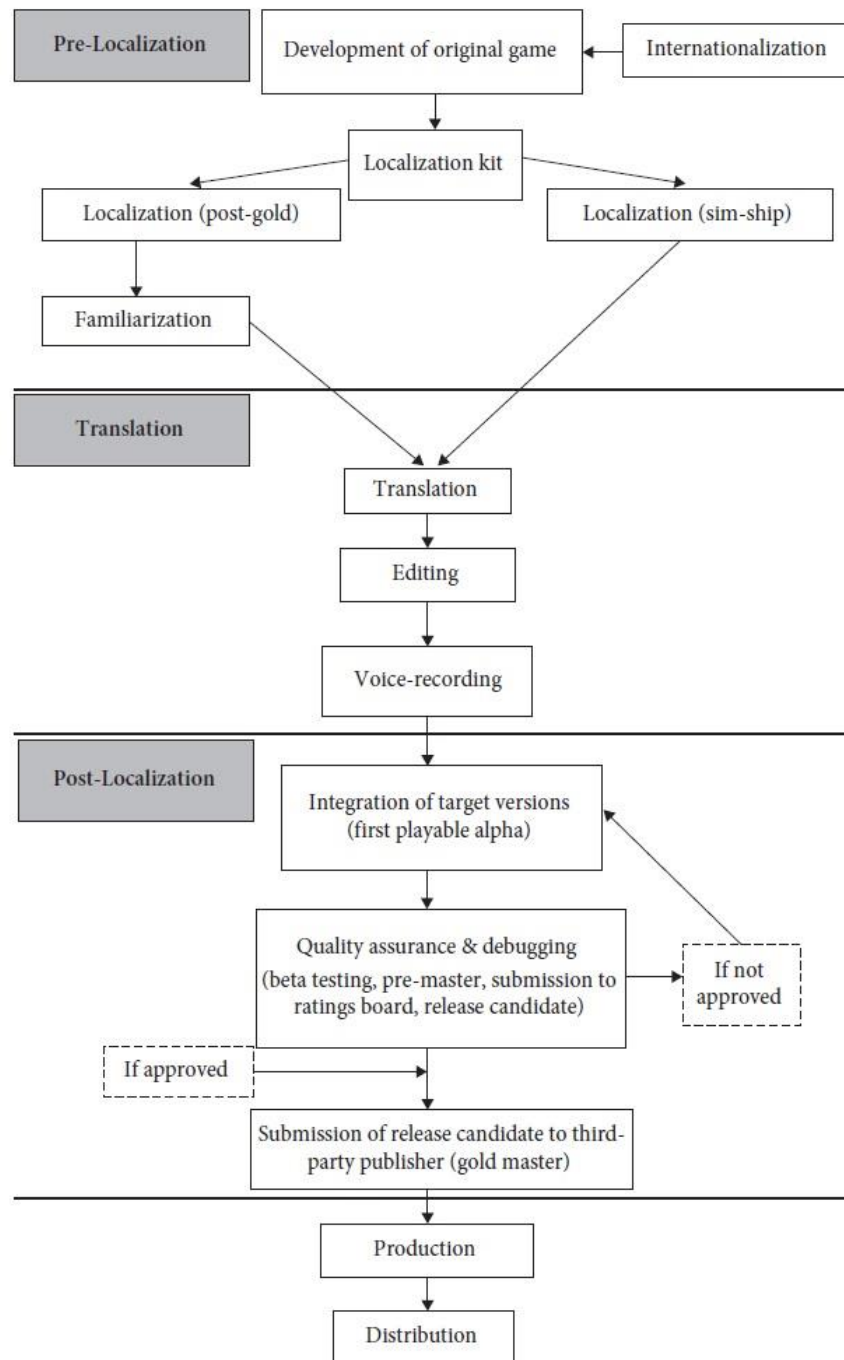 Pre-Localization
Development of original game
Internationalization
Localization kit
Localization (post-gold)
Localization (sim-ship)
Familiarization
Translation
Translation
Editing
Voice-recording
Post-Localization
Integration of target versions
(first playable alpha)
Quality assurance & debugging
(beta testing, pre-master, submission to
ratings board, release candidate)
If not
approved
If approved
Submission of release candidate to third-
party publisher (gold master)
Production
Distribution